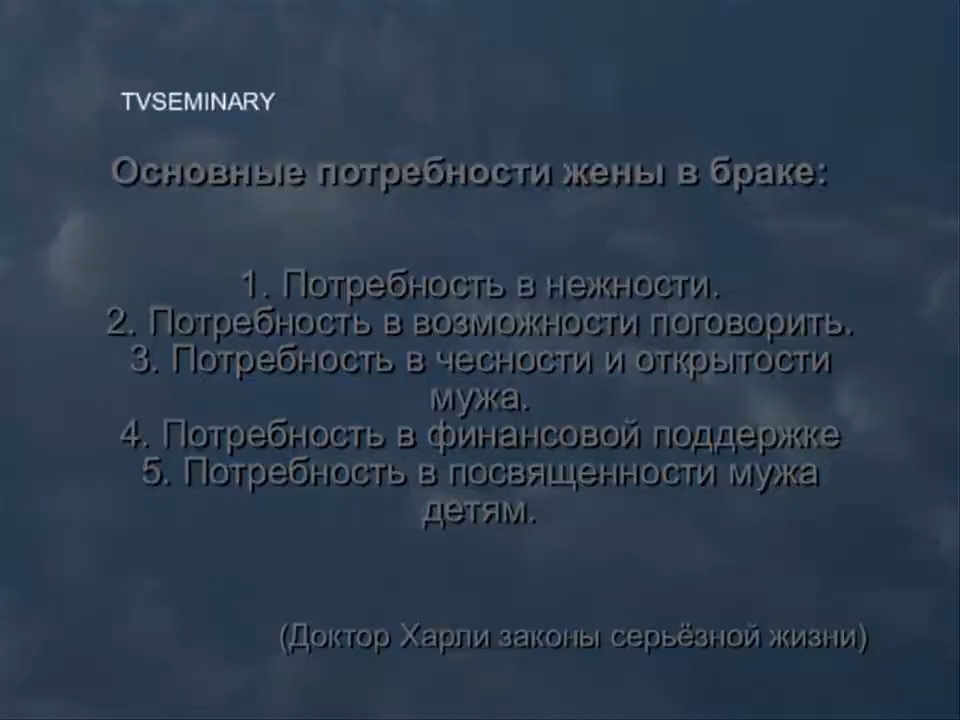 TVSEMINARY
Основные потребности жены в браке:
1. Потребность в нежности.
2. Потребность в возможности поговорить.
3. Потребность в чесности и открытости
мужа.
4. Потребность в финансовой поддержке
5. Потребность в посвященности мужа
детям.
(Доктор Харли законы серьёзной жизни)